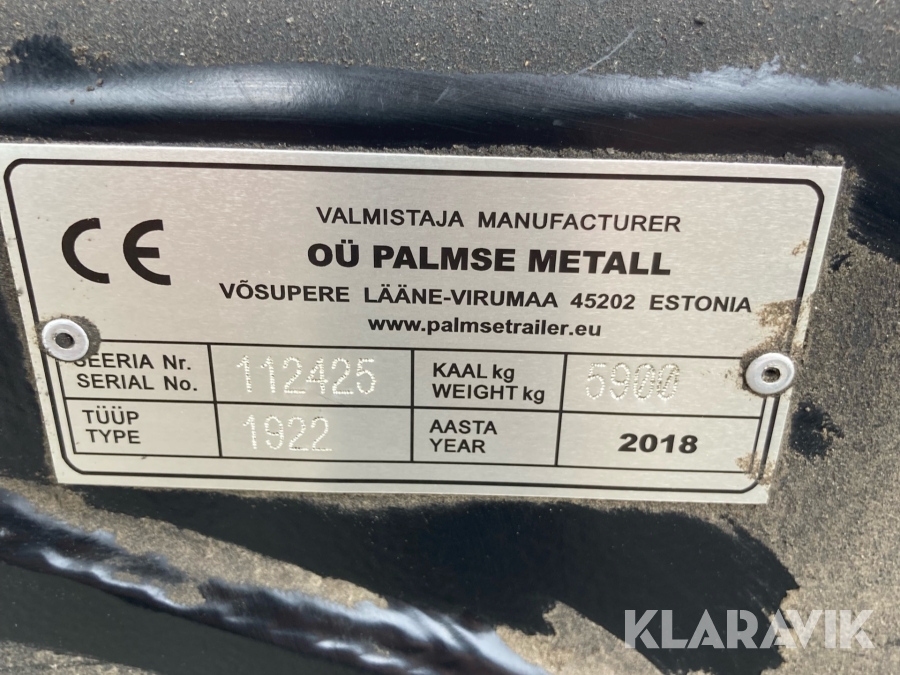 CE
VALMISTAJA MANUFACTURER
OÜ PALMSE METALL
VÕSUPERE LÄÄNE-VIRUMAA 45202 ESTONIA
www.palmsetrailer.eu
SEERIA Nr.
SERIAL No.
112425
KAAL kg
WEIGHT kg
5900
TÜÜP
TYPE
1922
AASTA
YEAR
2018
KLARAVIK